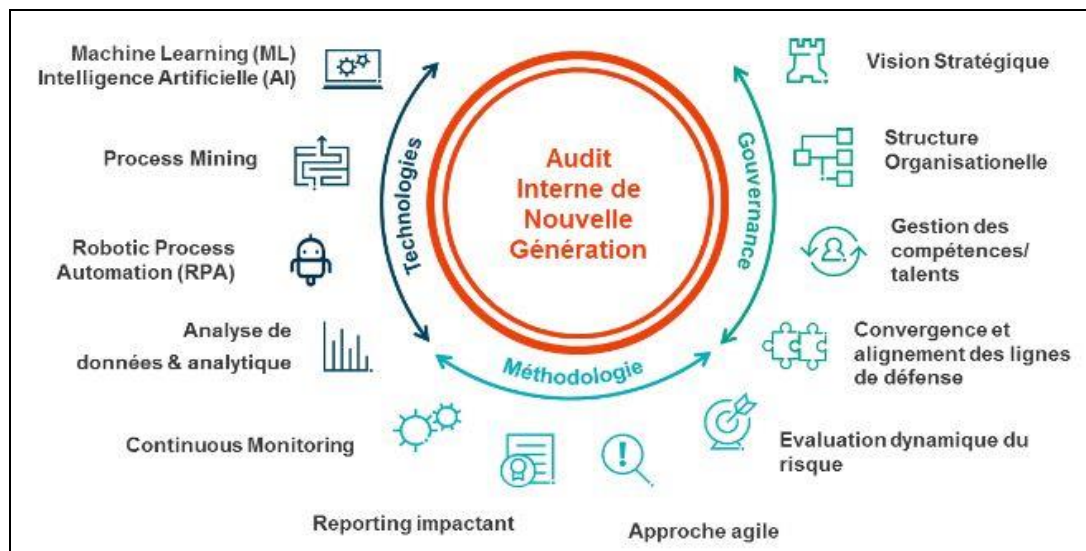 Machine Learning (ML)
Intelligence Artificielle (AI)
Process Mining
Robotic Process
Automation (RPA)
Analyse de
données & analytique
Continuous Monitoring
Reporting impactant
Approche agile
Evaluation dynamique du
risque
Convergence et
alignement des lignes
de défense
Gestion des
compétences/
talents
Structure
Organisationelle
Vision Stratégique
Technologies
Méthodologie
Gouvernance
Audit
Interne de
Nouvelle
Génération